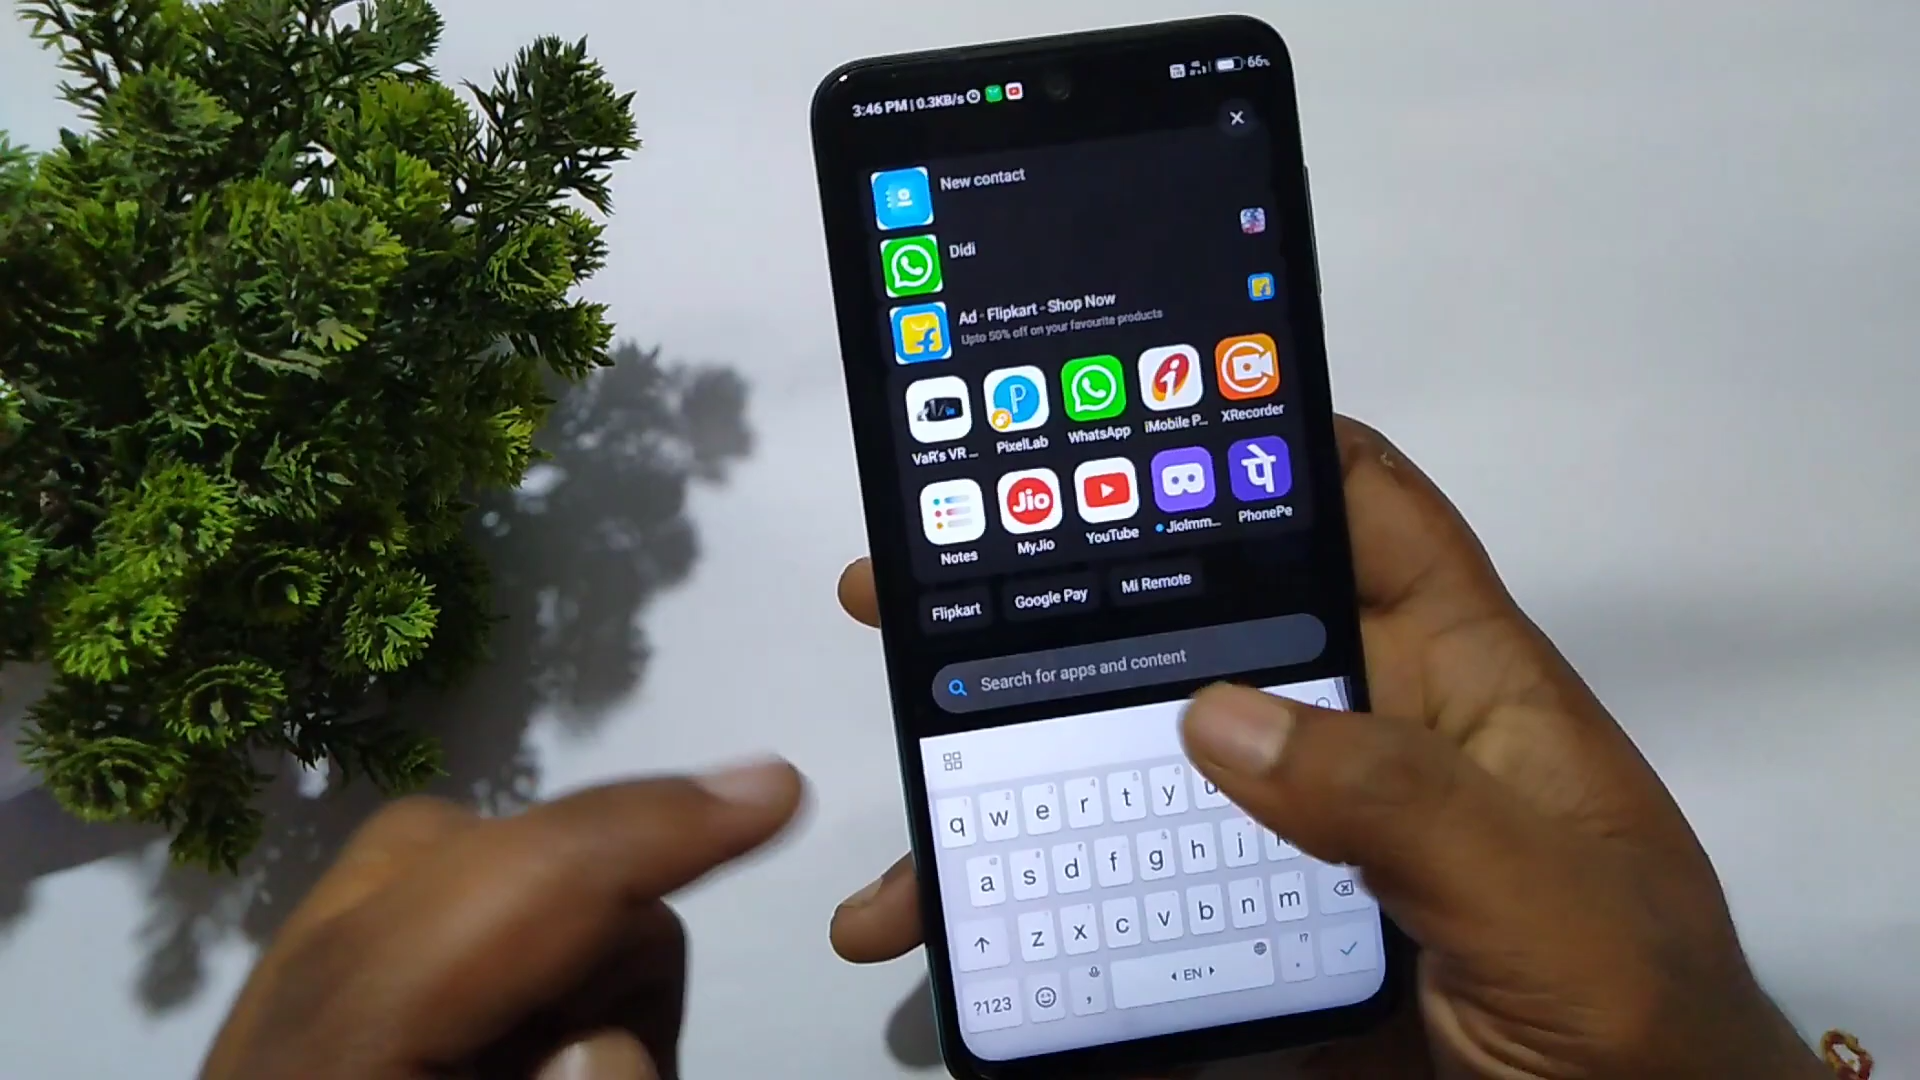 3:46 PM | 0.3KB/s
66%
New contact
Didi
Ad - Flipkart - Shop Now
Upto 50% off on your favourite products
VaR's VR ...
PixelLab
WhatsApp
iMobile P...
XRecorder
Jio
पे
Notes
MyJio
YouTube
JioImm...
PhonePe
Flipkart
Google Pay
Mi Remote
Search for apps and content
q w e r t y u
a s d f g h j
z x c v b n m
?123 , EN .